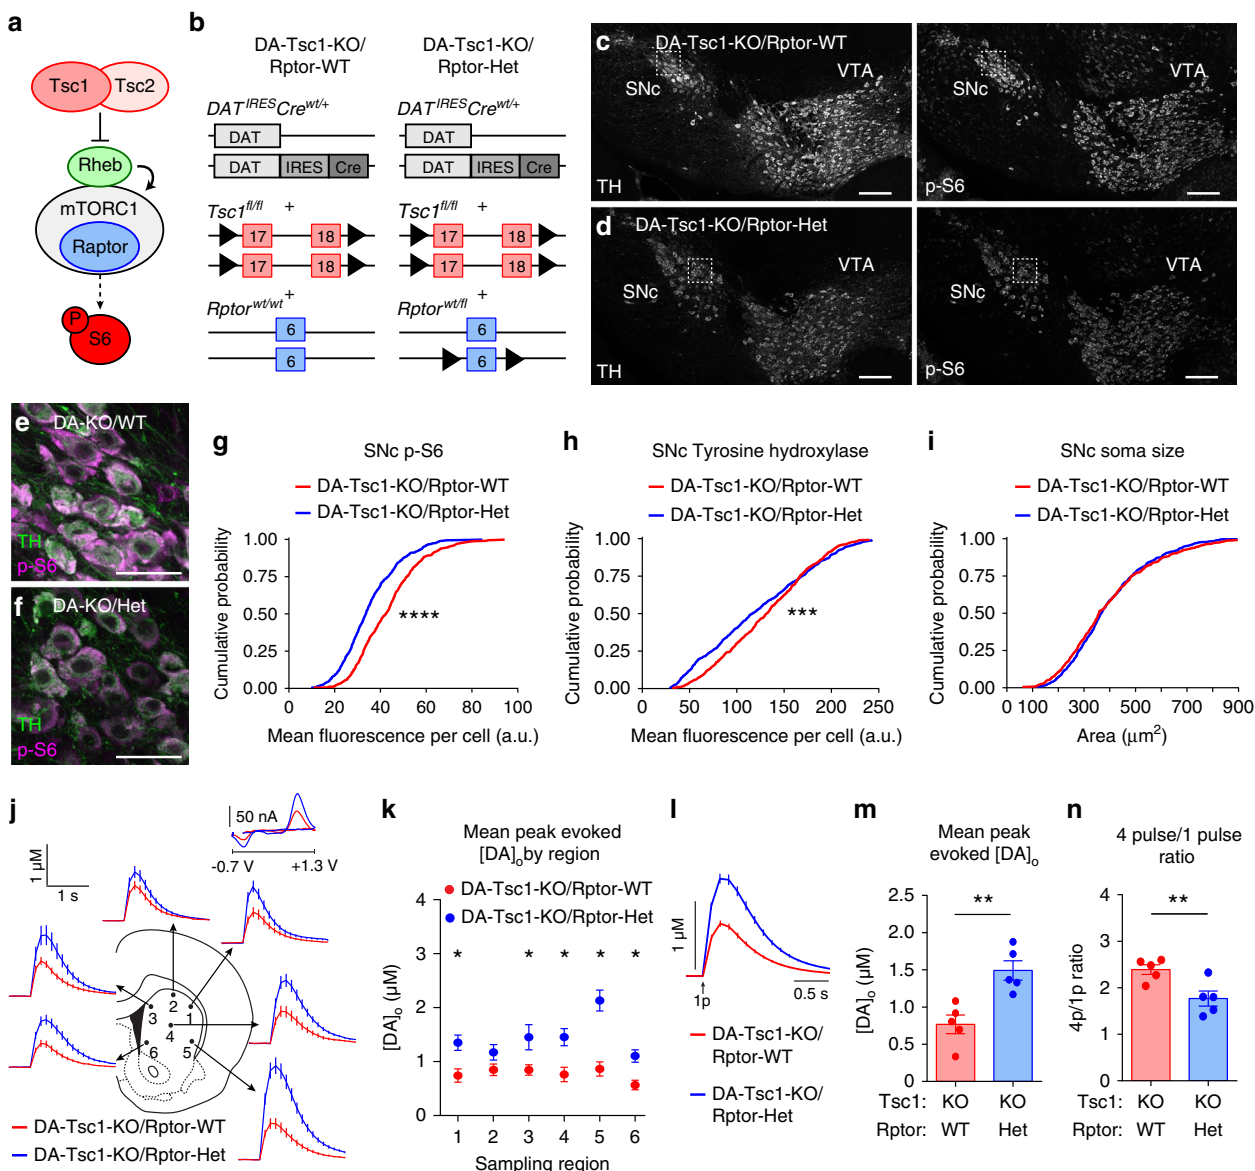 a
Tsc1
Tsc2
Rheb
mTORC1
Raptor
P
S6
b
DA-Tsc1-KO/
Rptor-WT
DA-Tsc1-KO/
Rptor-Het
DAT^IRES Cre^wt/+
DAT^IRES Cre^wt/+
DAT
DAT
DAT IRES Cre
DAT IRES Cre
+
+
Tsc1^fl/fl
Tsc1^fl/fl
17 18
17 18
17 18
17 18
+
+
Rptor^wt/wt
Rptor^wt/fl
6
6
6
6
c
DA-Tsc1-KO/Rptor-WT
SNc
TH
VTA
SNc
p-S6
d
DA-Tsc1-KO/Rptor-Het
SNc
VTA
TH
SNc
VTA
p-S6
e
DA-KO/WT
TH
p-S6
f
DA-KO/Het
TH
p-S6
g
SNc p-S6
DA-Tsc1-KO/Rptor-WT
DA-Tsc1-KO/Rptor-Het
Cumulative probability
1.00
0.75
0.50
0.25
0.00
****
0 20 40 60 80 100
Mean fluorescence per cell (a.u.)
h
SNc Tyrosine hydroxylase
DA-Tsc1-KO/Rptor-WT
DA-Tsc1-KO/Rptor-Het
Cumulative probability
1.00
0.75
0.50
0.25
0.00
***
0 50 100 150 200 250
Mean fluorescence per cell (a.u.)
i
SNc soma size
DA-Tsc1-KO/Rptor-WT
DA-Tsc1-KO/Rptor-Het
Cumulative probability
1.00
0.75
0.50
0.25
0.00
0 100 300 500 700 900
Area (µm²)
j
1 µM
1 s
50 nA
-0.7 V +1.3 V
1
2
3
4
5
6
DA-Tsc1-KO/Rptor-WT
DA-Tsc1-KO/Rptor-Het
k
Mean peak evoked
[DA]o by region
DA-Tsc1-KO/Rptor-WT
DA-Tsc1-KO/Rptor-Het
[DA]o (µM)
4
3
2
1
0
* * * * *
1 2 3 4 5 6
Sampling region
l
1 µM
1p
0.5 s
DA-Tsc1-KO/
Rptor-WT
DA-Tsc1-KO/
Rptor-Het
m
Mean peak
evoked [DA]o
**
[DA]o (µM)
2.5
2.0
1.5
1.0
0.5
0
Tsc1: KO KO
Rptor: WT Het
n
4 pulse/1 pulse
ratio
**
4p/1p ratio
4
3
2
1
0
Tsc1: KO KO
Rptor: WT Het